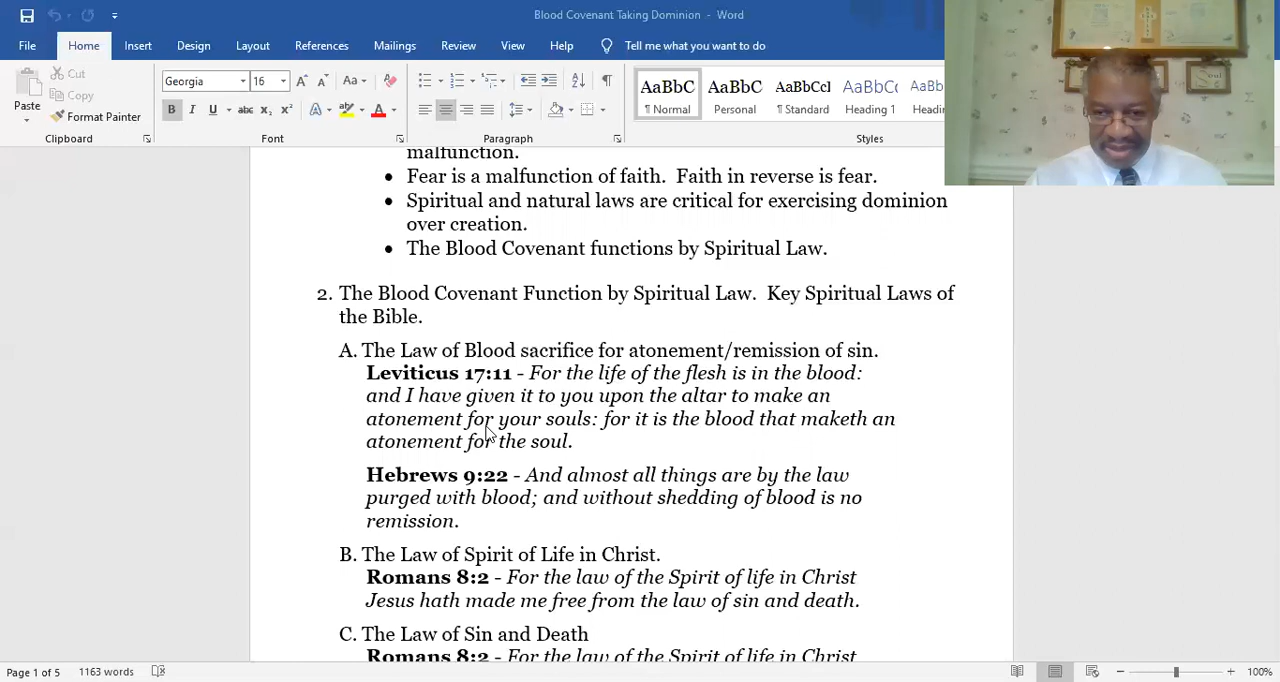 Blood Covenant Taking Dominion - Word
File Home Insert Design Layout References Mailings Review View Help Tell me what you want to do
Paste
Cut
Copy
Format Painter
Clipboard
Georgia 16
Aa
B I U abc x₂ x² A A
Font
Paragraph
AaBbC AaBbC AaBbCcI AaBbC AaBb
¶ Normal Personal ¶ Standard Heading 1 Headin
Styles
malfunction.
• Fear is a malfunction of faith. Faith in reverse is fear.
• Spiritual and natural laws are critical for exercising dominion
over creation.
• The Blood Covenant functions by Spiritual Law.
2. The Blood Covenant Function by Spiritual Law. Key Spiritual Laws of
the Bible.
A. The Law of Blood sacrifice for atonement/remission of sin.
Leviticus 17:11 - For the life of the flesh is in the blood:
and I have given it to you upon the altar to make an
atonement for your souls: for it is the blood that maketh an
atonement for the soul.
Hebrews 9:22 - And almost all things are by the law
purged with blood; and without shedding of blood is no
remission.
B. The Law of Spirit of Life in Christ.
Romans 8:2 - For the law of the Spirit of life in Christ
Jesus hath made me free from the law of sin and death.
C. The Law of Sin and Death
Romans 8:2 - For the law of the Spirit of life in Christ
Page 1 of 5 1163 words 100%